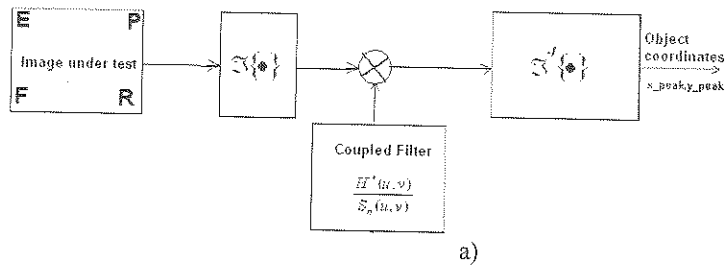 E P
Image under test
F R
ℑ{•}
ℑ⁻¹{•}
Object
coordinates
x_peak,y_peak
Coupled Filter
H*(u,v)
Sₙ(u,v)
a)